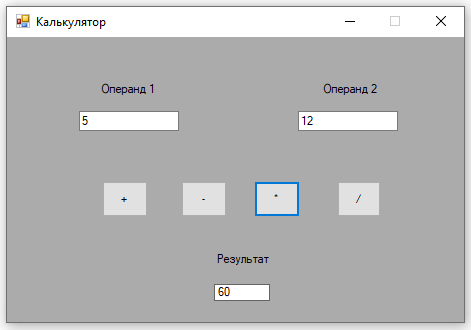 Калькулятор
Операнд 1 Операнд 2
5 12
+ - * /
Результат
60